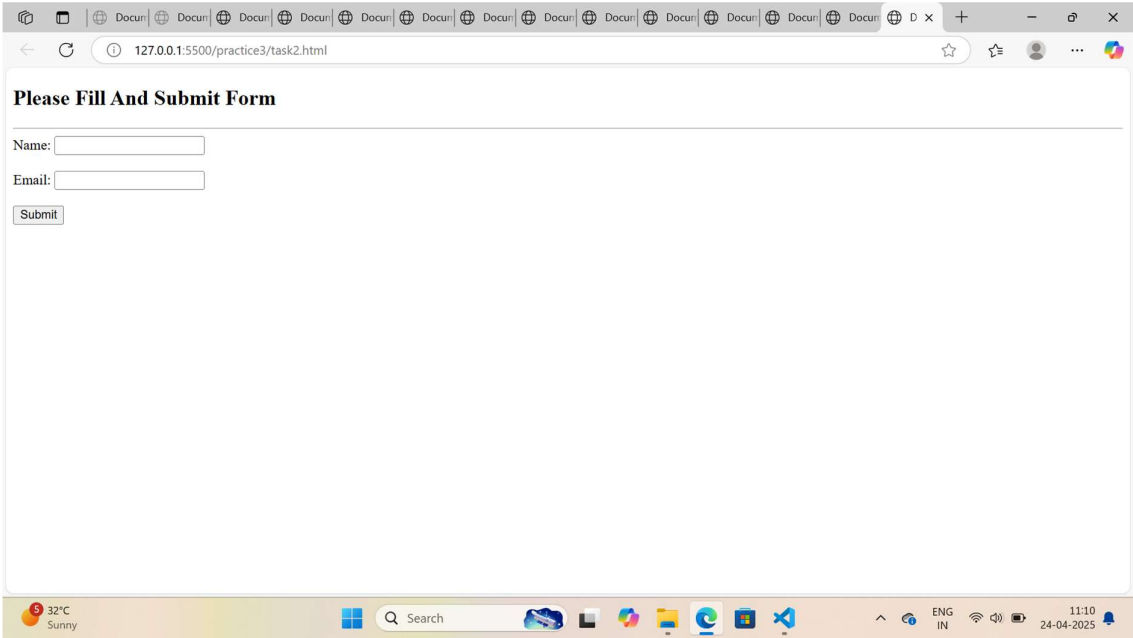 Docum Docum Docum Docum Docum Docum Docum Docum Docum Docum Docum Docum Docum D
127.0.0.1:5500/practice3/task2.html
Please Fill And Submit Form
Name:
Email:
Submit
5
32°C
Sunny
Search
ENG
IN
11:10
24-04-2025